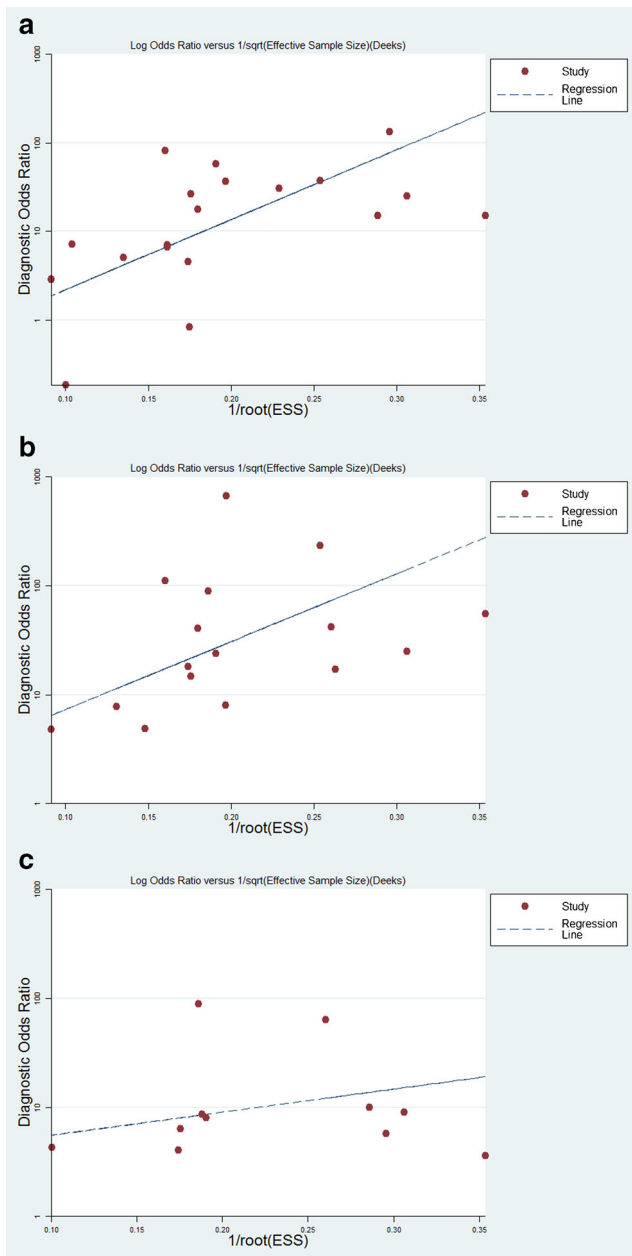 a
Log Odds Ratio versus 1/sqrt(Effective Sample Size)(Deeks)
Diagnostic Odds Ratio
1000
100
10
1
0.10 0.15 0.20 0.25 0.30 0.35
1/root(ESS)
Study
Regression
Line
b
Log Odds Ratio versus 1/sqrt(Effective Sample Size)(Deeks)
Diagnostic Odds Ratio
1000
100
10
1
0.10 0.15 0.20 0.25 0.30 0.35
1/root(ESS)
Study
Regression
Line
c
Log Odds Ratio versus 1/sqrt(Effective Sample Size)(Deeks)
Diagnostic Odds Ratio
1000
100
10
1
0.10 0.15 0.20 0.25 0.30 0.35
1/root(ESS)
Study
Regression
Line